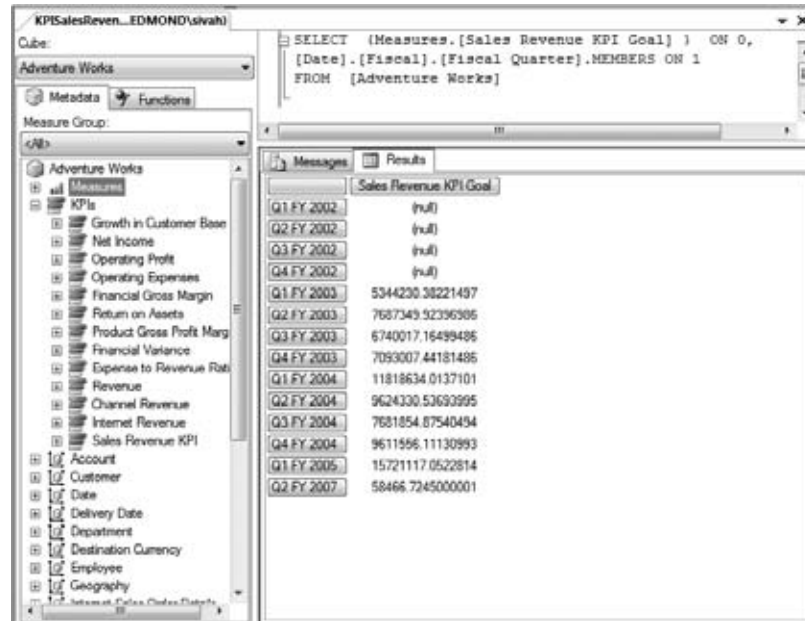 KPISalesReven...EDMOND\sivah)
Cube:
Adventure Works
Metadata
Functions
Measure Group:
<All>
Adventure Works
Measures
KPIs
Growth in Customer Base
Net Income
Operating Profit
Operating Expenses
Financial Gross Margin
Return on Assets
Product Gross Profit Marg
Financial Variance
Expense to Revenue Rati
Revenue
Channel Revenue
Internet Revenue
Sales Revenue KPI
Account
Customer
Date
Delivery Date
Department
Destination Currency
Employee
Geography
Internet Sales Order Details
SELECT {Measures.[Sales Revenue KPI Goal] } ON 0,
[Date].[Fiscal].[Fiscal Quarter].MEMBERS ON 1
FROM [Adventure Works]
Messages
Results
Sales Revenue KPI Goal
Q1 FY 2002 (null)
Q2 FY 2002 (null)
Q3 FY 2002 (null)
Q4 FY 2002 (null)
Q1 FY 2003 5344230.38221497
Q2 FY 2003 7687349.92396986
Q3 FY 2003 6740017.16499486
Q4 FY 2003 7093007.44181486
Q1 FY 2004 11818634.0137101
Q2 FY 2004 9624330.53693995
Q3 FY 2004 7681854.87540494
Q4 FY 2004 9611556.11130993
Q1 FY 2005 15721117.0522814
Q2 FY 2007 58466.7245000001